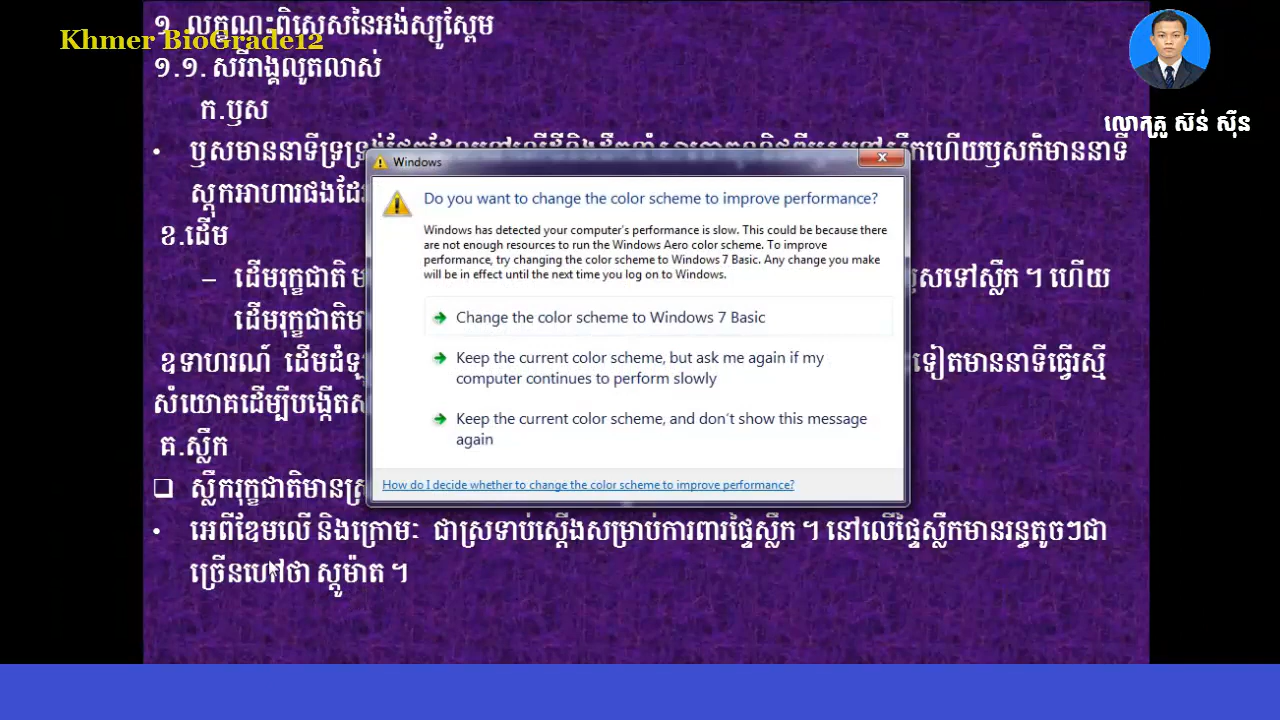 ១. លក្ខណៈពិសេសនៃអង់ស្យូស្ពែម
Khmer BioGrade12
១.១. សរីរាង្គលូតលាស់
លោកគ្រូ ស៊ន់ ស៊ីន
ក.ឫស
• ឫសមាននាទីទ្រទ្រង់ ហើយឫសក៏មាននាទី
ស្តុកអាហារផងដែរ
ខ.ដើម
– ដើមរុក្ខជាតិ ទៅស្លឹក ។ ហើយ
ដើមរុក្ខជាតិមាន
ឧទាហរណ៍ ដើមដំឡូង ទៀតមាននាទីធ្វើរស្មី
សំយោគដើម្បីបង្កើត
គ.ស្លឹក
❑ ស្លឹករុក្ខជាតិមាន
• អេពីឌែមលើ និងក្រោមៈ ជាស្រទាប់ស្តើងសម្រាប់ការពារផ្ទៃស្លឹក ។ នៅលើផ្ទៃស្លឹកមានរន្ធតូចៗជា
ច្រើនហៅថា ស្តូម៉ាត ។
Windows
Do you want to change the color scheme to improve performance?
Windows has detected your computer's performance is slow. This could be because there
are not enough resources to run the Windows Aero color scheme. To improve
performance, try changing the color scheme to Windows 7 Basic. Any change you make
will be in effect until the next time you log on to Windows.
Change the color scheme to Windows 7 Basic
Keep the current color scheme, but ask me again if my
computer continues to perform slowly
Keep the current color scheme, and don't show this message
again
How do I decide whether to change the color scheme to improve performance?